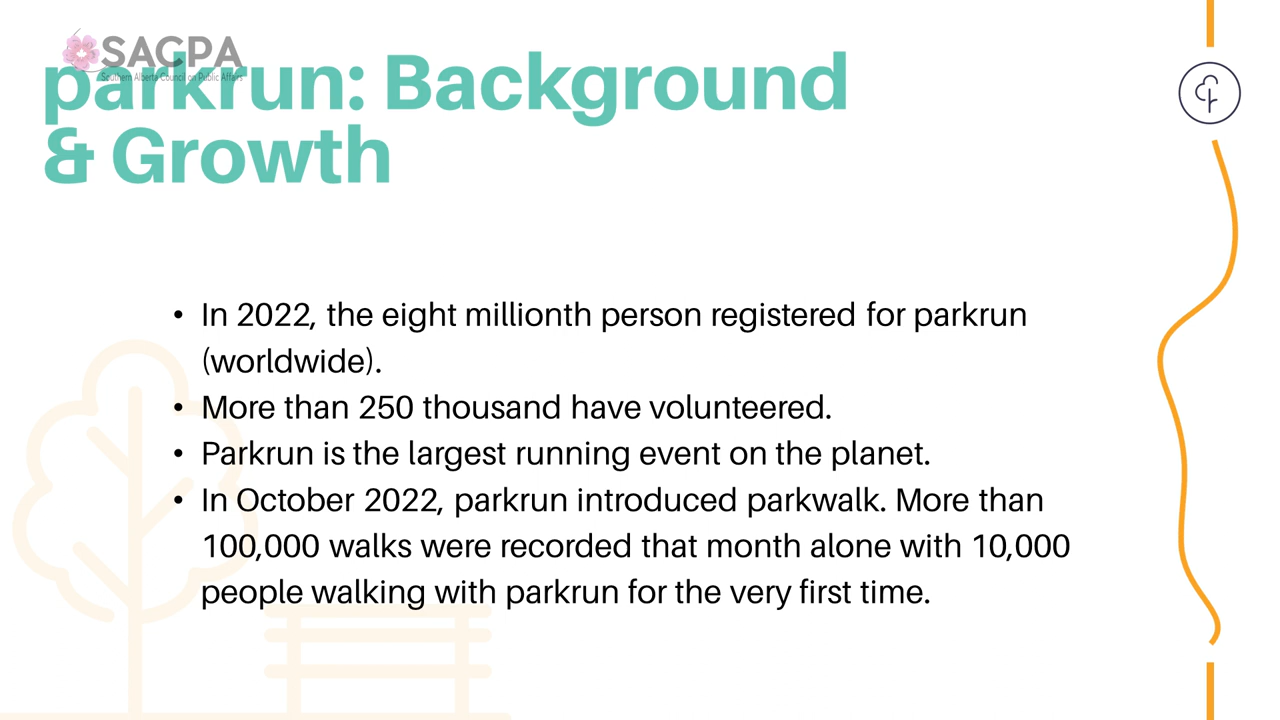 SACPA
Southern Alberta Council on Public Affairs
parkrun: Background
& Growth
• In 2022, the eight millionth person registered for parkrun
(worldwide).
• More than 250 thousand have volunteered.
• Parkrun is the largest running event on the planet.
• In October 2022, parkrun introduced parkwalk. More than
100,000 walks were recorded that month alone with 10,000
people walking with parkrun for the very first time.